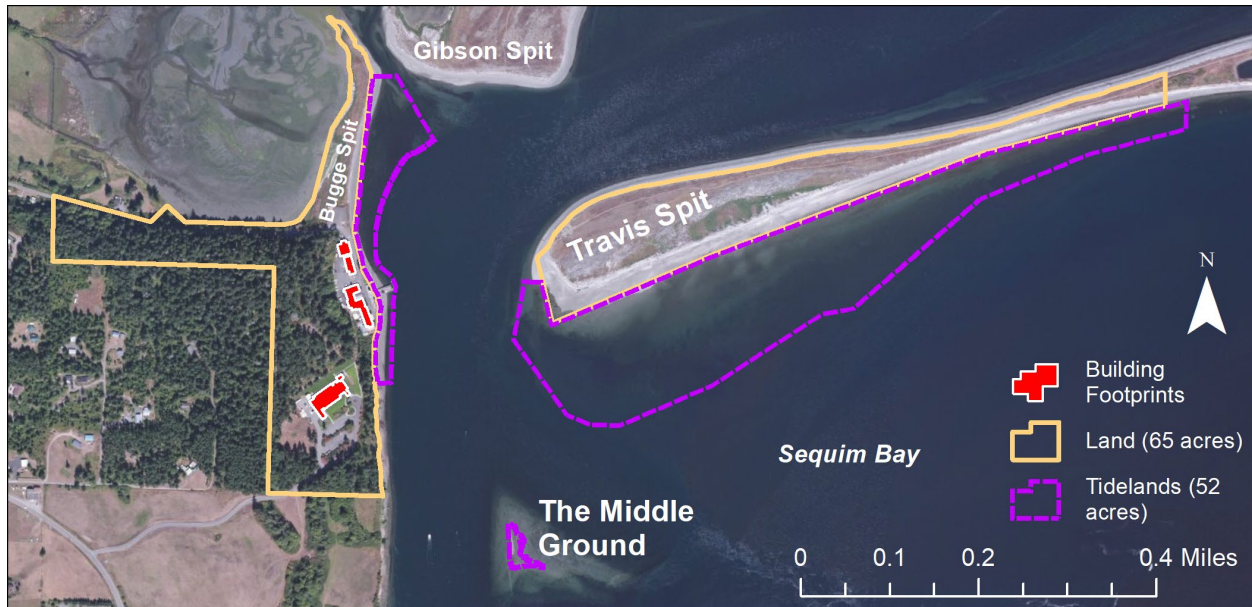 Gibson Spit
Bugge Spit
Travis Spit
N
Building
Footprints
Land (65 acres)
Tidelands (52
acres)
Sequim Bay
The Middle
Ground
0 0.1 0.2 0.4 Miles